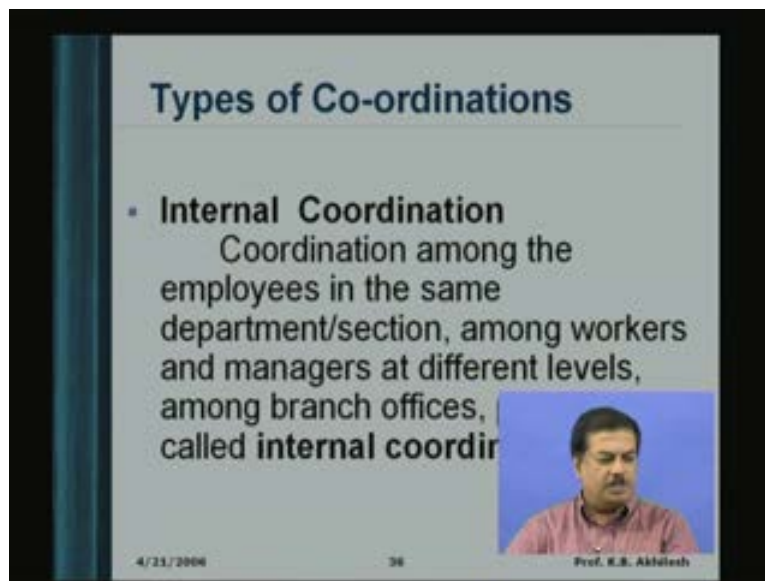 Types of Co-ordinations
▪ Internal Coordination
Coordination among the
employees in the same
department/section, among workers
and managers at different levels,
among branch offices,
called internal coordin
4/21/2006 36 Prof. K.B. Akhilesh